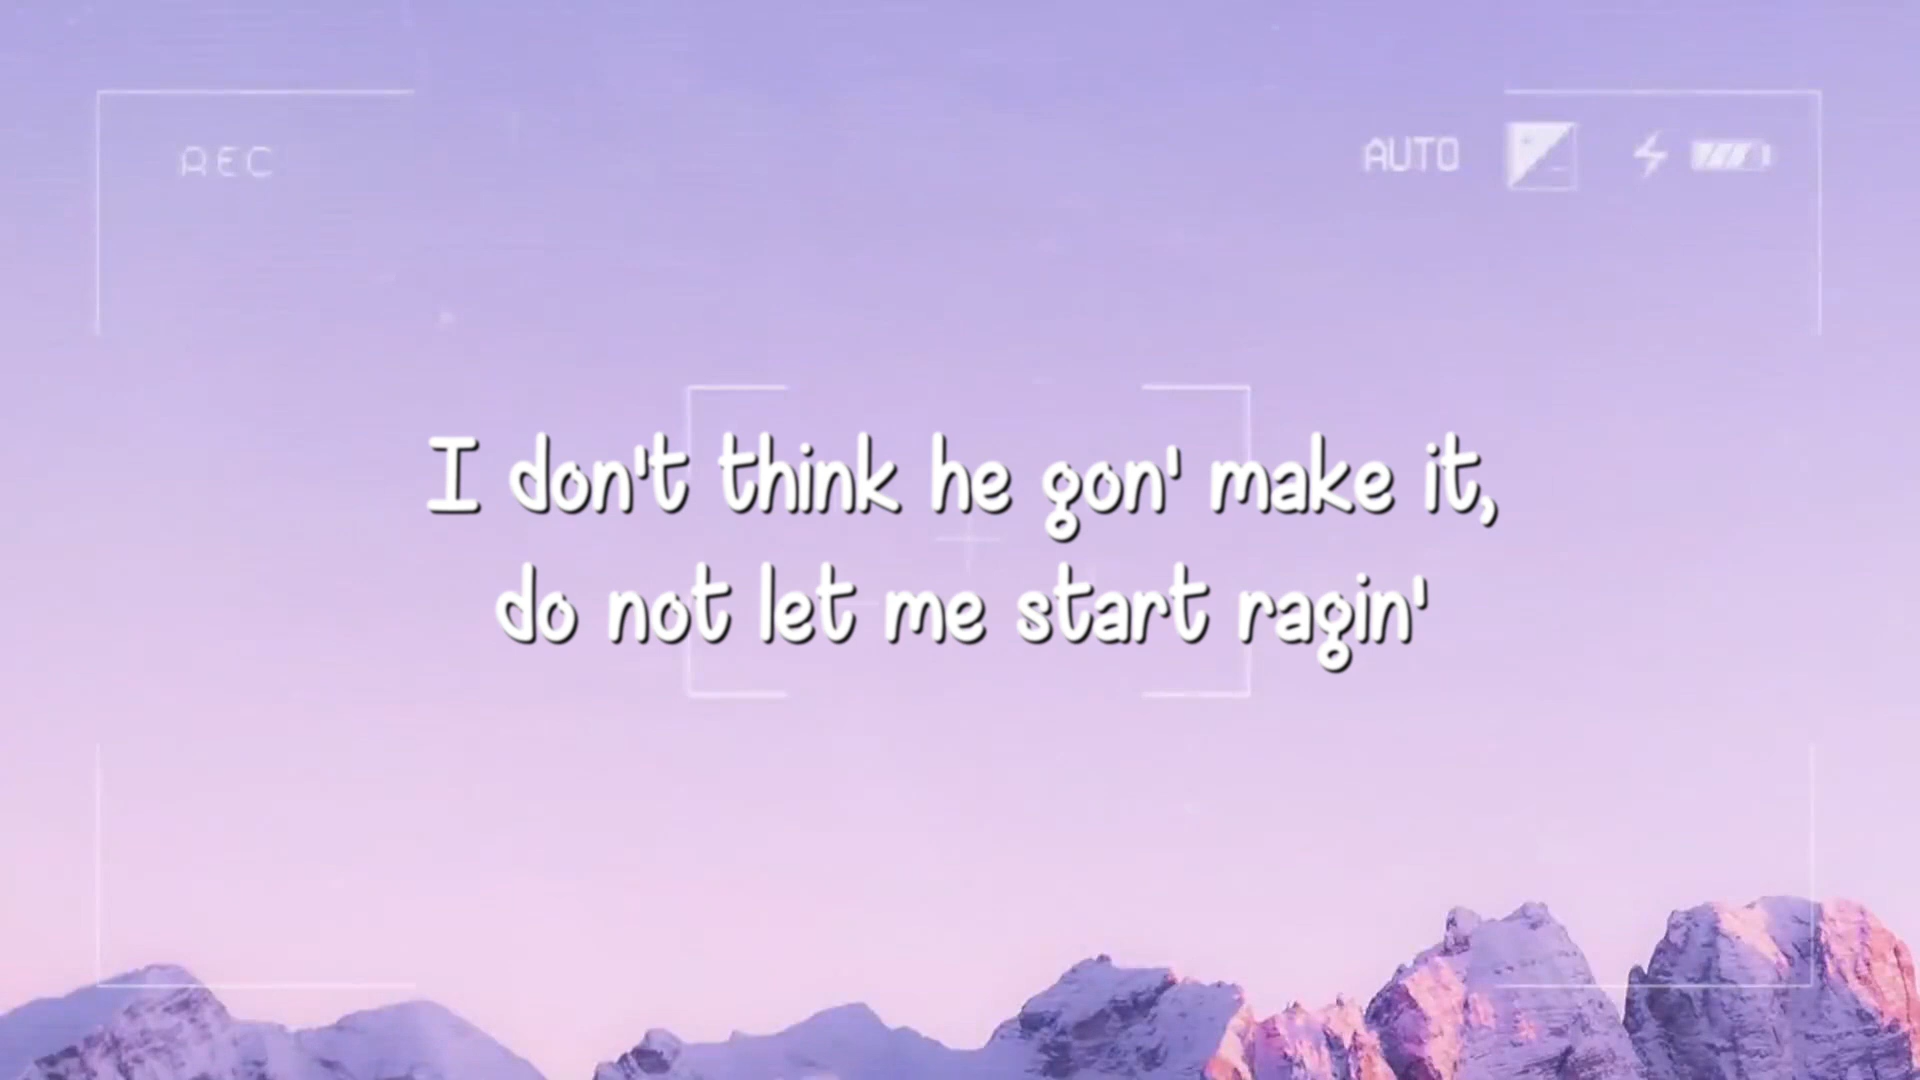 REC
AUTO
I don't think he gon' make it,
do not let me start ragin'